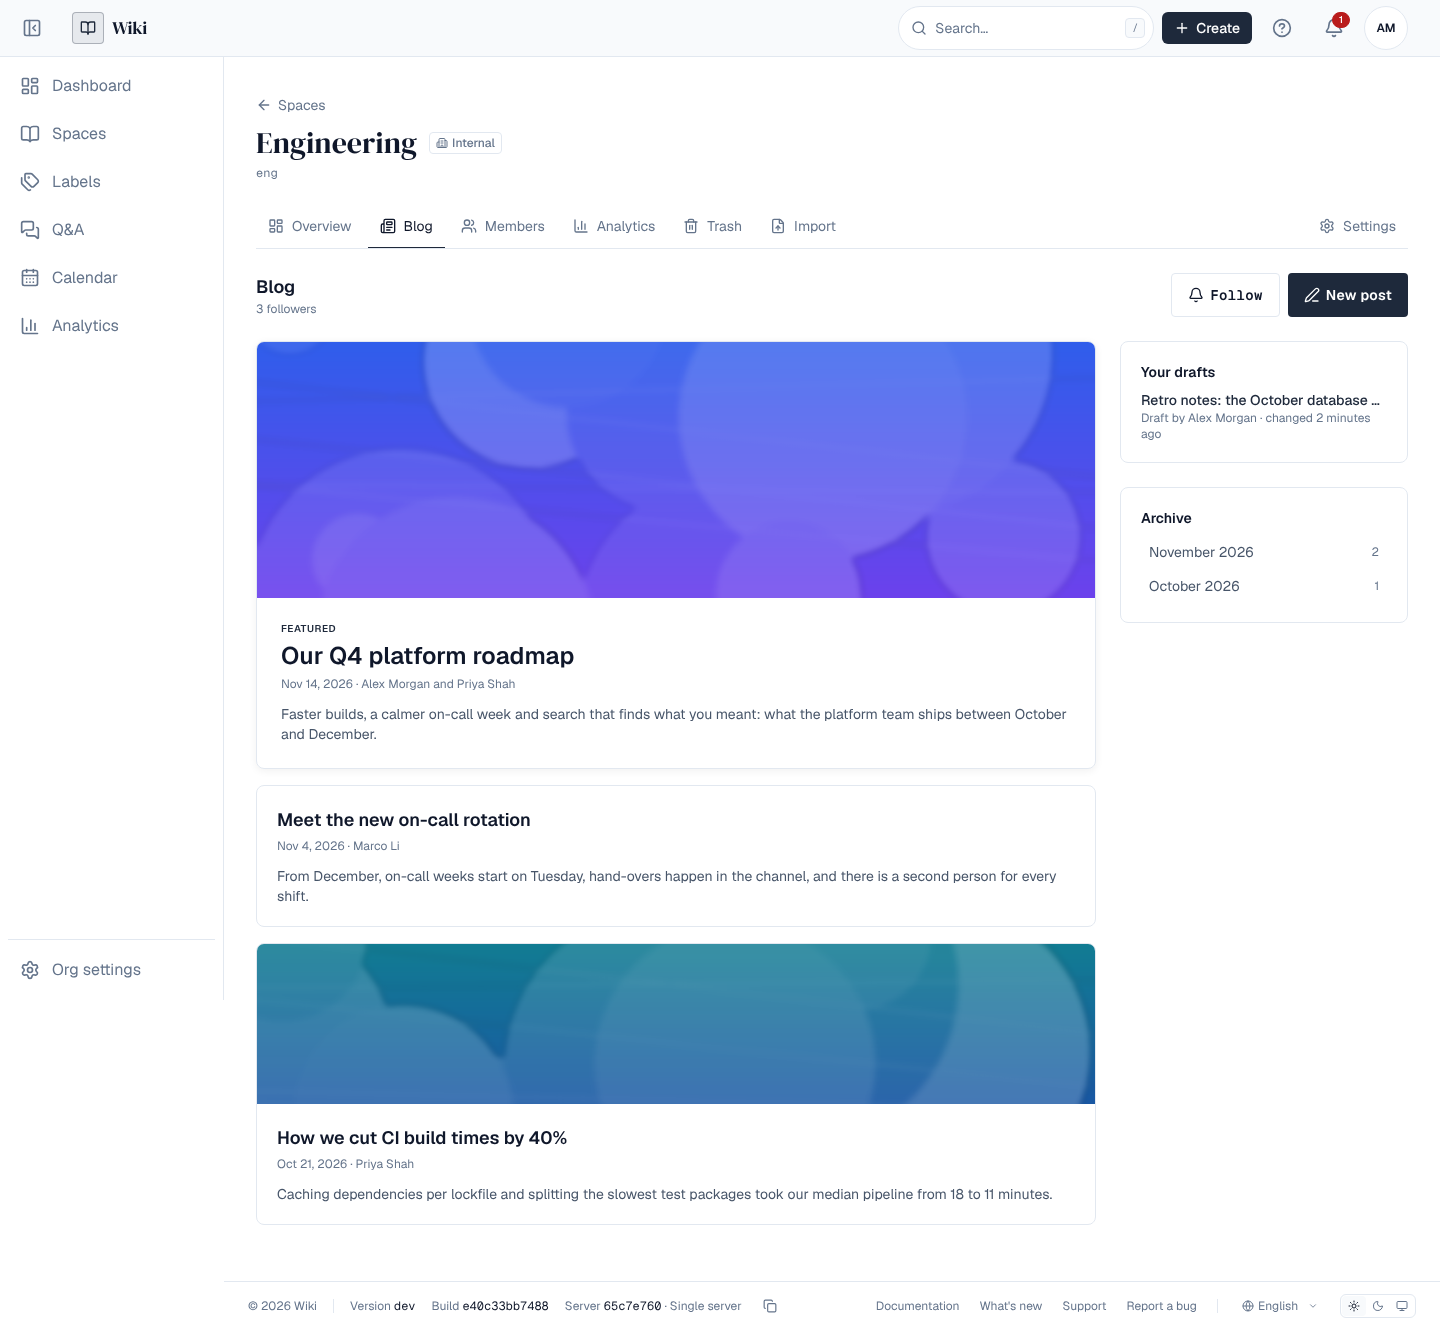 Wiki
Search...
/
Create
1
AM
Dashboard
Spaces
Labels
Q&A
Calendar
Analytics
Org settings
Spaces
Engineering
Internal
eng
Overview
Blog
Members
Analytics
Trash
Import
Settings
Blog
3 followers
Follow
New post
FEATURED
Our Q4 platform roadmap
Nov 14, 2026 · Alex Morgan and Priya Shah
Faster builds, a calmer on-call week and search that finds what you meant: what the platform team ships between October
and December.
Meet the new on-call rotation
Nov 4, 2026 · Marco Li
From December, on-call weeks start on Tuesday, hand-overs happen in the channel, and there is a second person for every
shift.
How we cut CI build times by 40%
Oct 21, 2026 · Priya Shah
Caching dependencies per lockfile and splitting the slowest test packages took our median pipeline from 18 to 11 minutes.
Your drafts
Retro notes: the October database ...
Draft by Alex Morgan · changed 2 minutes
ago
Archive
November 2026 2
October 2026 1
© 2026 Wiki
Version dev
Build e40c33bb7488
Server 65c7e760 · Single server
Documentation
What's new
Support
Report a bug
English